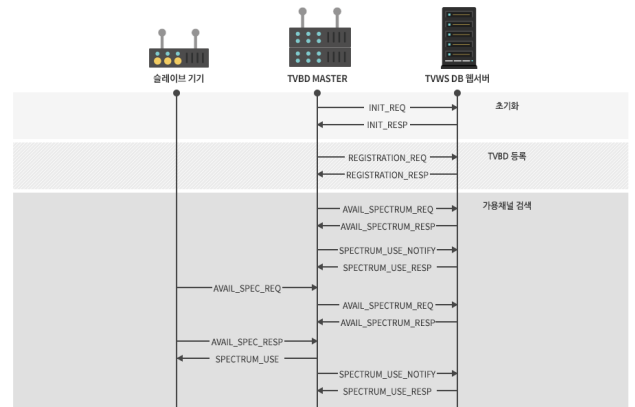 슬레이브 기기
TVBD MASTER
TVWS DB 웹서버
INIT_REQ
초기화
INIT_RESP
REGISTRATION_REQ
TVBD 등록
REGISTRATION_RESP
AVAIL_SPECTRUM_REQ
가용채널 검색
AVAIL_SPECTRUM_RESP
SPECTRUM_USE_NOTIFY
SPECTRUM_USE_RESP
AVAIL_SPEC_REQ
AVAIL_SPECTRUM_REQ
AVAIL_SPECTRUM_RESP
AVAIL_SPEC_RESP
SPECTRUM_USE
SPECTRUM_USE_NOTIFY
SPECTRUM_USE_RESP